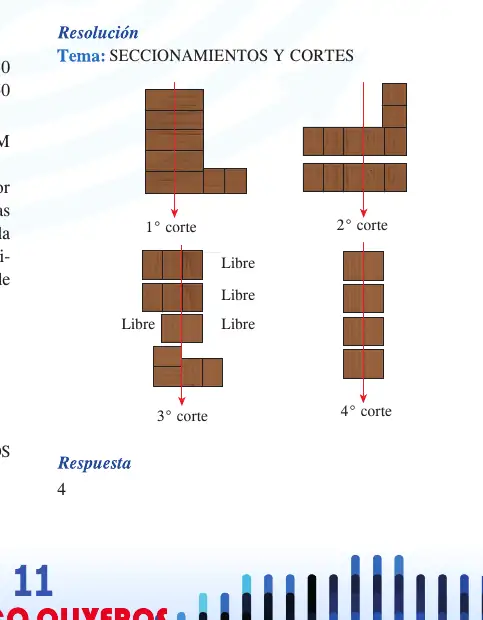 Resolución
Tema: SECCIONAMIENTOS Y CORTES
1° corte
2° corte
Libre
Libre
Libre
Libre
3° corte
4° corte
Respuesta
4
11